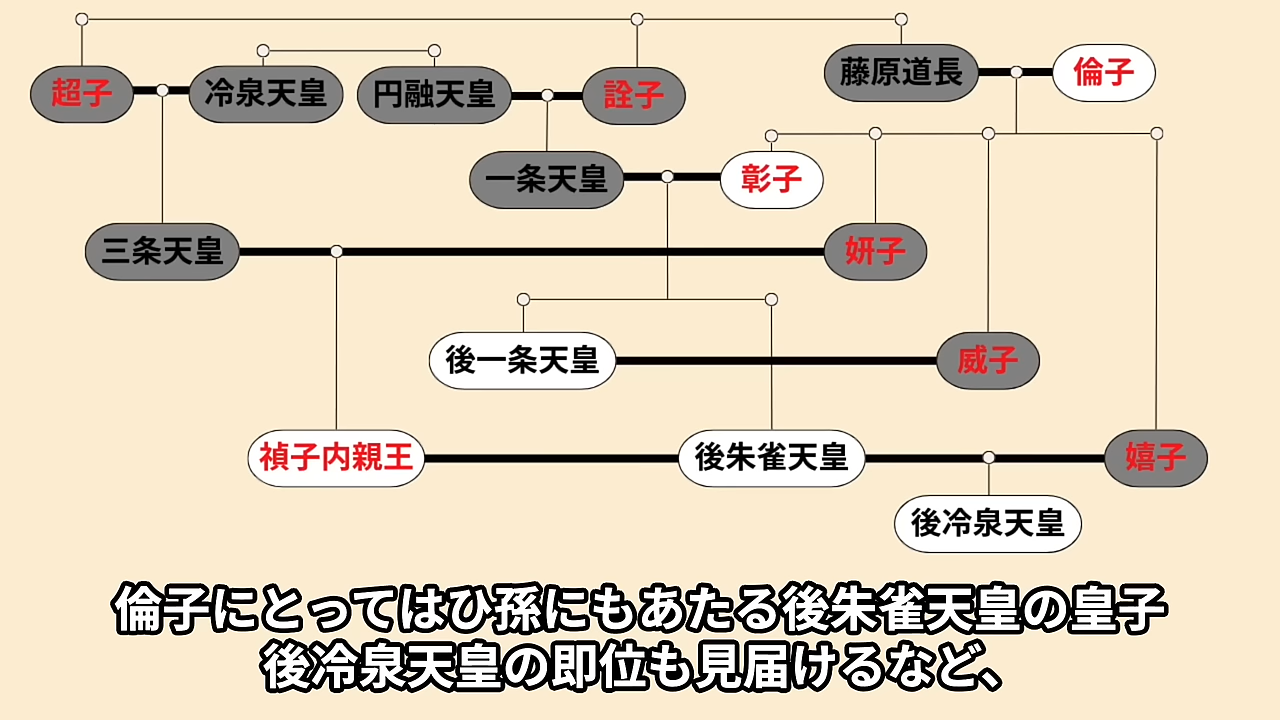 超子
冷泉天皇
円融天皇
詮子
藤原道長
倫子
一条天皇
彰子
三条天皇
妍子
後一条天皇
威子
禎子内親王
後朱雀天皇
嬉子
後冷泉天皇
倫子にとってはひ孫にもあたる後朱雀天皇の皇子
後冷泉天皇の即位も見届けるなど、